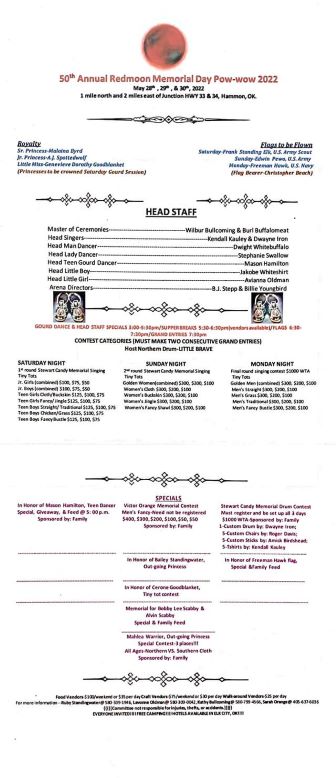 50th Annual Redmoon Memorial Day Pow-wow 2022
May 28th, 29th, & 30th, 2022
1 mile north and 2 miles east of Junction HWY 33 & 34, Hammon, OK.
Royalty
Sr. Princess-Malaina Byrd
Jr. Princess-A.J. Spottedwolf
Little Miss-Genevieve Dorothy Goodblanket
(Princesses to be crowned Saturday Gourd Session)
Flags to be Flown
Saturday-Frank Standing Elk, U.S. Army Scout
Sunday-Edwin Pewo, U.S. Army
Monday-Freeman Hawk, U.S. Navy
(Flag Bearer-Christopher Beach)
HEAD STAFF
Master of Ceremonies---Wilbur Bullcoming & Burl Buffalomeat
Head Singers---Kendall Kauley & Dwayne Iron
Head Man Dancer---Dwight Whitebuffalo
Head Lady Dancer---Stephanie Swallow
Head Teen Gourd Dancer---Mason Hamilton
Head Little Boy---Jakobe Whiteshirt
Head Little Girl---Avianna Oldman
Arena Directors---B.J. Stepp & Billie Youngbird
GOURD DANCE & HEAD STAFF SPECIALS 3:00-5:30pm/SUPPER BREAKS 5:30-6:30pm(vendors available)/FLAGS 6:30-
7:30pm/GRAND ENTRIES 7:30pm
CONTEST CATEGORIES (MUST MAKE TWO CONSECUTIVE GRAND ENTRIES)
Host Northern Drum-LITTLE BRAVE
SATURDAY NIGHT
1st round Stewart Candy Memorial Singing
Tiny Tots
Jr. Girls (combined) $100, $75, $50
Jr. Boys (combined) $100, $75, $50
Teen Girls Cloth/Buckskin $125, $100, $75
Teen Girls Fancy/Jingle $125, $100, $75
Teen Boys Straight/Traditional $125, $100, $75
Teen Boys Chicken/Grass $125, $100, $75
Teen Boys Fancy Bustle $125, $100, $75
SUNDAY NIGHT
2nd round Stewart Candy Memorial Singing
Tiny Tots
Golden Women(combined) $300, $200, $100
Women's Cloth $300, $200, $100
Women's Buckskin $300, $200, $100
Women's Jingle $300, $200, $100
Women's Fancy Shawl $300, $200, $100
MONDAY NIGHT
Final round singing contest $1000 WTA
Tiny Tots
Golden Men (combined) $300, $200, $100
Men's Straight $300, $200, $100
Men's Grass $300, $200, $100
Men's Traditional $300, $200, $100
Men's Fancy Bustle $300, $200, $100
SPECIALS
In Honor of Mason Hamilton, Teen Dancer
Special, Giveaway, & Feed @ 5:00 p.m.
Sponsored by: Family
Victor Orange Memorial Contest
Men's Fancy-Need not be registered
$400, $300, $200, $100, $50, $50
Sponsored by: Family
Stewart Candy Memorial Drum Contest
Must register and be set up all 3 days
$1000 WTA-Sponsored by: Family
1-Custom Drum by: Dwayne Iron;
5-Custom Chairs by: Roger Davis;
5-Custom Sticks by: Amick Birdshead;
5-Tshirts by: Kendall Kauley
In Honor of Bailey Standingwater,
Out-going Princess
In Honor of Freeman Hawk flag,
Special &Family Feed
In Honor of Cerone Goodblanket,
Tiny tot contest
Memorial for Bobby Lee Scabby &
Alvin Scabby
Special & Family Feed
Mahlea Warrior, Out-going Princess
Special Contest-3 places!!!
All Ages-Northern VS. Southern Cloth
Sponsored by: Family
Food Vendors $100/weekend or $35 per day Craft Vendors $75/weekend or $30 per day Walk-around Vendors $25 per day
For more information - Ruby Standingwater@ 580-309-1946, Laveona Oldman@ 580-309-0042, Kathy Bullcoming@ 580-799-4566, Sarah Orange@ 405-637-6036
Committee not responsible for injuries, thefts, or accidents.
EVERYONE INVITED!!! FREE CAMPING!!! HOTELS AVAILABLE IN ELK CITY, OK!!!